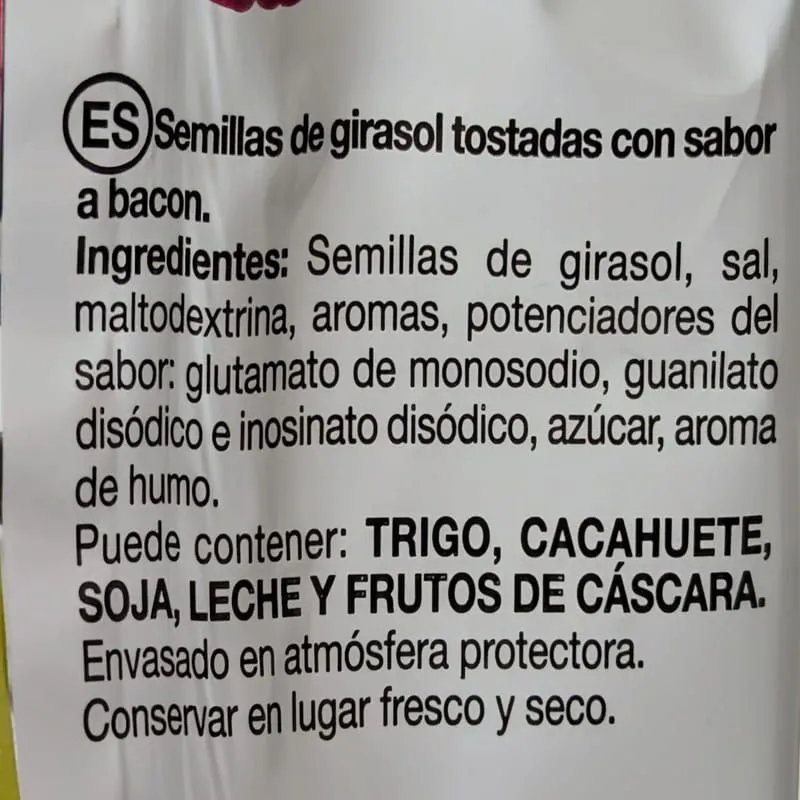 ES Semillas de girasol tostadas con sabor
a bacon.
Ingredientes: Semillas de girasol, sal,
maltodextrina, aromas, potenciadores del
sabor: glutamato de monosodio, guanilato
disódico e inosinato disódico, azúcar, aroma
de humo.
Puede contener: TRIGO, CACAHUETE,
SOJA, LECHE Y FRUTOS DE CÁSCARA.
Envasado en atmósfera protectora.
Conservar en lugar fresco y seco.